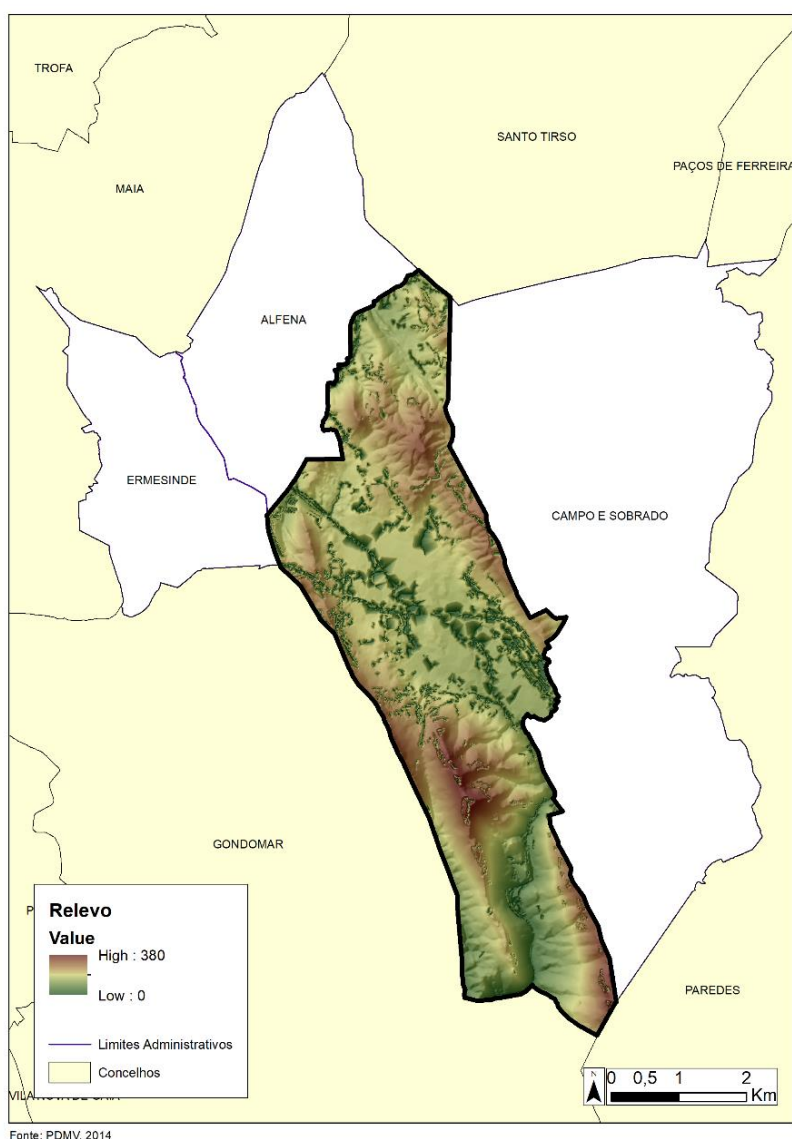 TROFA
SANTO TIRSO
PAÇOS DE FERREIRA
MAIA
ALFENA
ERMESINDE
CAMPO E SOBRADO
GONDOMAR
PAREDES
Relevo
Value
High : 380
Low : 0
Limites Administrativos
Concelhos
N
0 0,5 1 2
Km
Fonte: PDMV, 2014